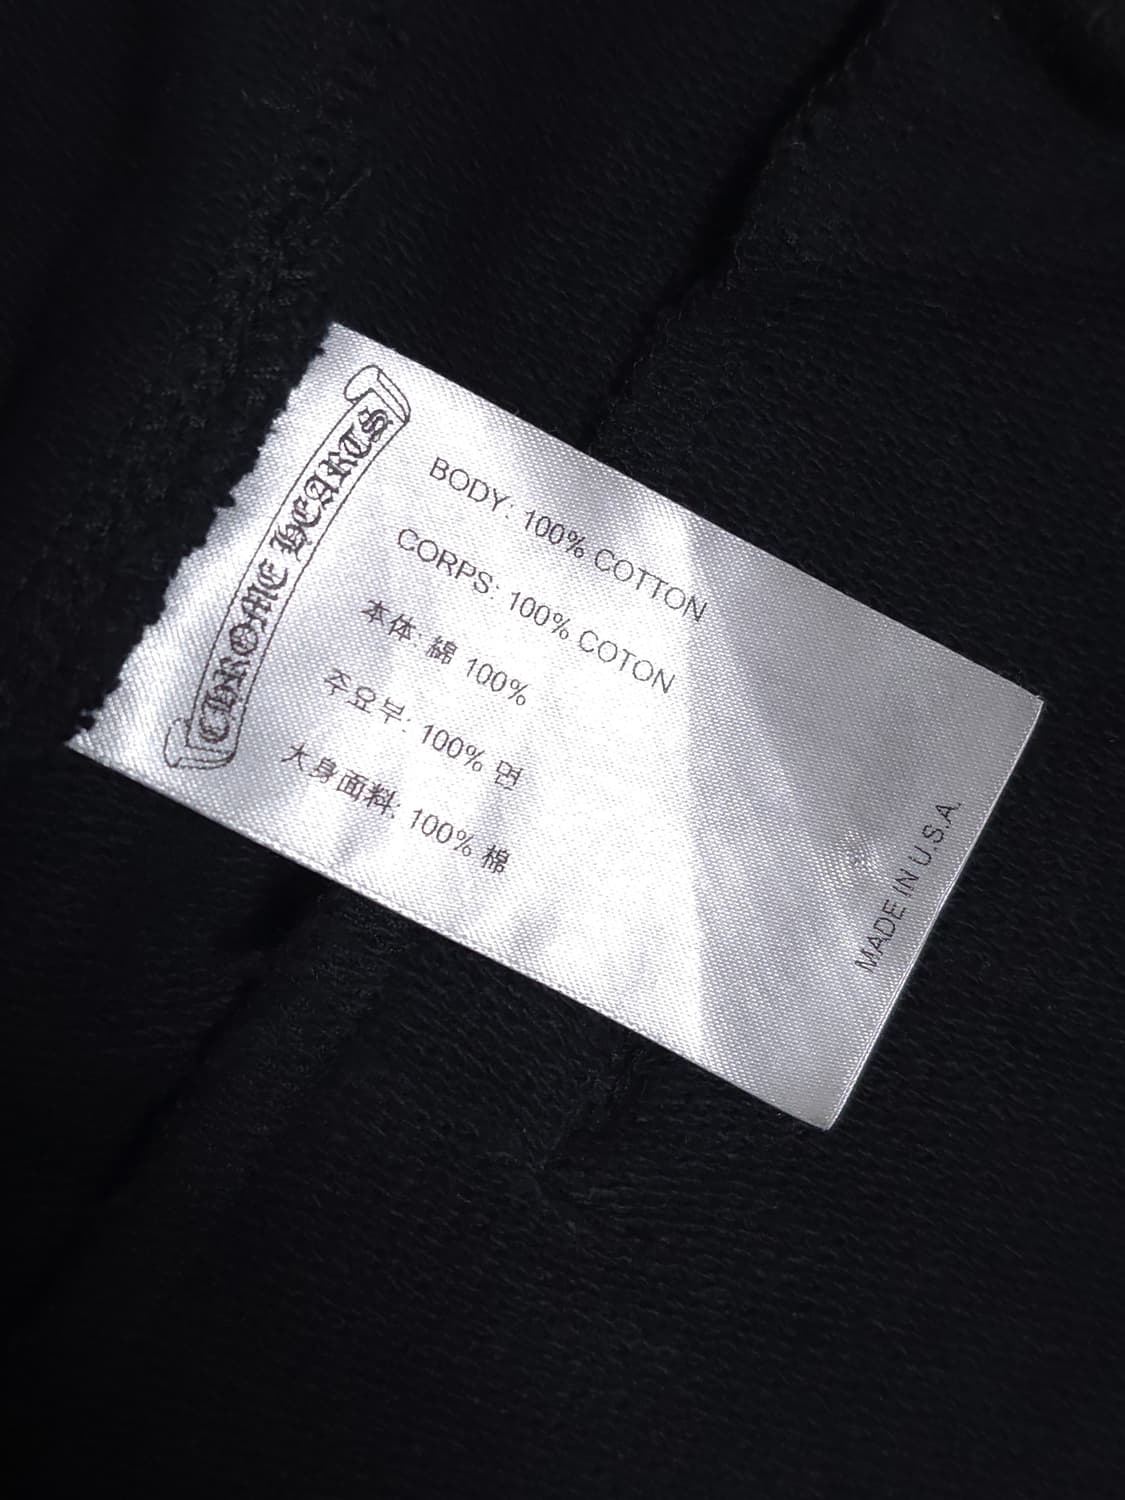 CHROME HEARTS
BODY: 100% COTTON
CORPS: 100% COTON
本体: 綿 100%
주요부: 100% 면
大身面料: 100% 棉
MADE IN U.S.A.